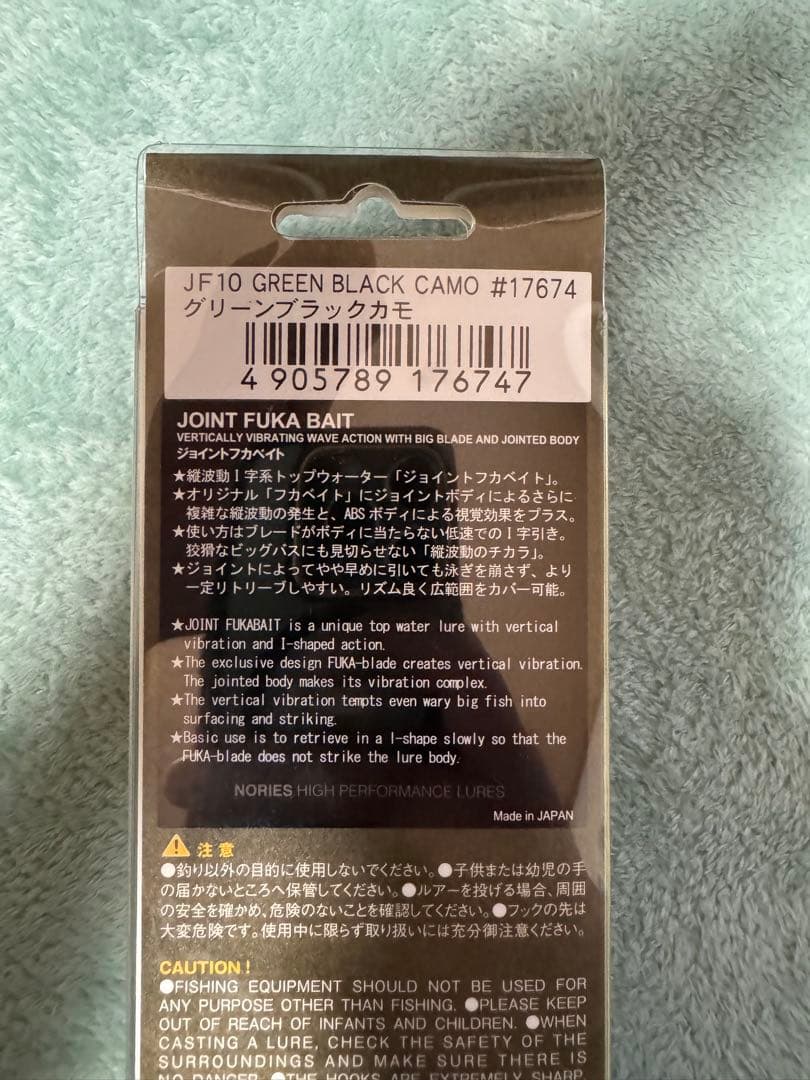 JF10 GREEN BLACK CAMO #17674
グリーンブラックカモ
4 905789 176747
JOINT FUKA BAIT
VERTICALLY VIBRATING WAVE ACTION WITH BIG BLADE AND JOINTED BODY
ジョイントフカベイト
★縦波動I字系トップウォーター「ジョイントフカベイト」。
★オリジナル「フカベイト」にジョイントボディによるさらに
複雑な縦波動の発生と、ABSボディによる視覚効果をプラス。
★使い方はブレードがボディに当たらない低速でのI字引き。
狡猾なビッグバスにも見切らせない「縦波動のチカラ」。
★ジョイントによってやや早めに引いても泳ぎを崩さず、より
一定リトリーブしやすい。リズム良く広範囲をカバー可能。
★JOINT FUKABAIT is a unique top water lure with vertical
vibration and I-shaped action.
★The exclusive design FUKA-blade creates vertical vibration.
The jointed body makes its vibration complex.
★The vertical vibration tempts even wary big fish into
surfacing and striking.
★Basic use is to retrieve in a I-shape slowly so that the
FUKA-blade does not strike the lure body.
NORIES HIGH PERFORMANCE LURES
Made in JAPAN
注意
●釣り以外の目的に使用しないでください。●子供または幼児の手
の届かないところへ保管してください。●ルアーを投げる場合、周囲
の安全を確かめ、危険のないことを確認してください。●フックの先は
大変危険です。使用中に限らず取り扱いには充分御注意ください。
CAUTION!
●FISHING EQUIPMENT SHOULD NOT BE USED FOR
ANY PURPOSE OTHER THAN FISHING. ●PLEASE KEEP
OUT OF REACH OF INFANTS AND CHILDREN. ●WHEN
CASTING A LURE, CHECK THE SAFETY OF THE
SURROUNDINGS AND MAKE SURE THERE IS
NO DANGER. ●THE HOOKS ARE EXTREMELY SHARP.